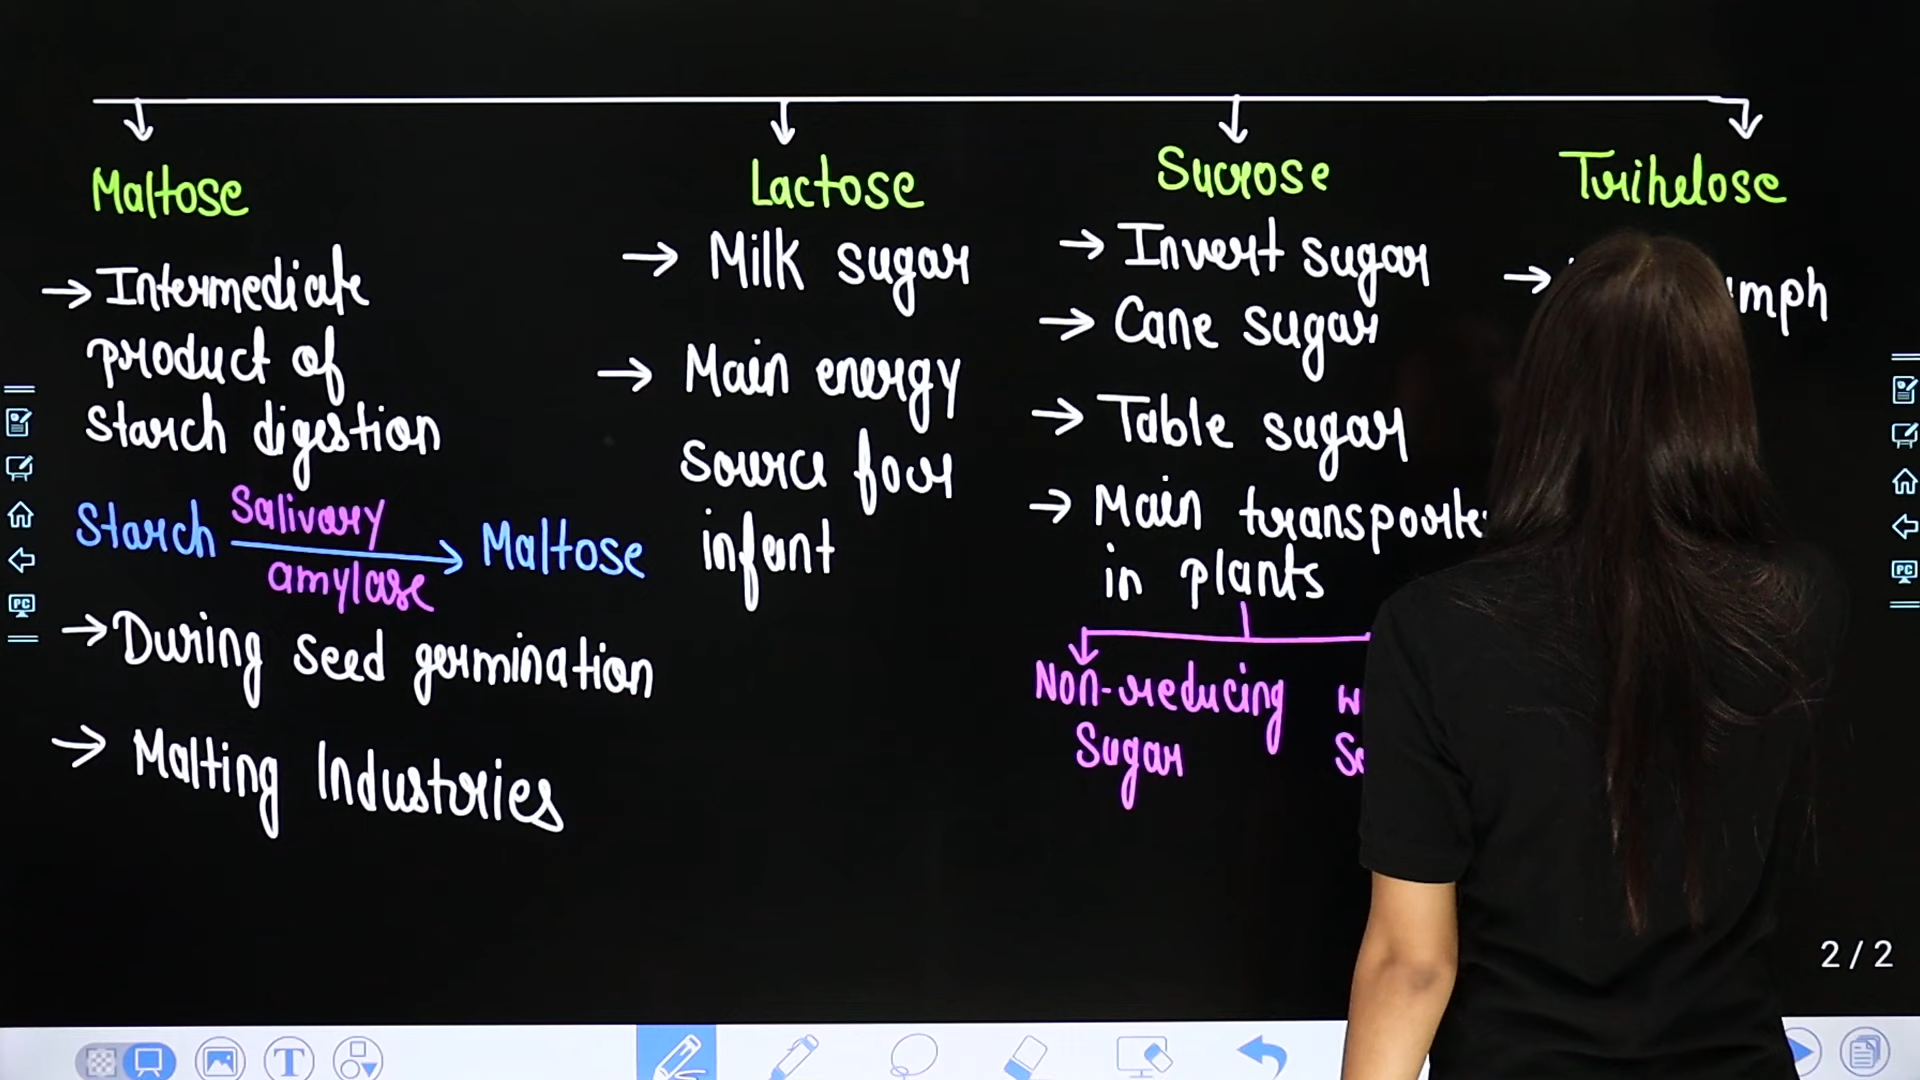 Maltose
→ Intermediate
product of
starch digestion
Starch Salivary amylase → Maltose
→ During seed germination
→ Malting Industries
Lactose
→ Milk sugar
→ Main energy
source for
infant
Sucrose
→ Invert sugar
→ Cane sugar
→ Table sugar
→ Main
in plants
Non-reducing
Sugar
Trihelose
→
2 / 2